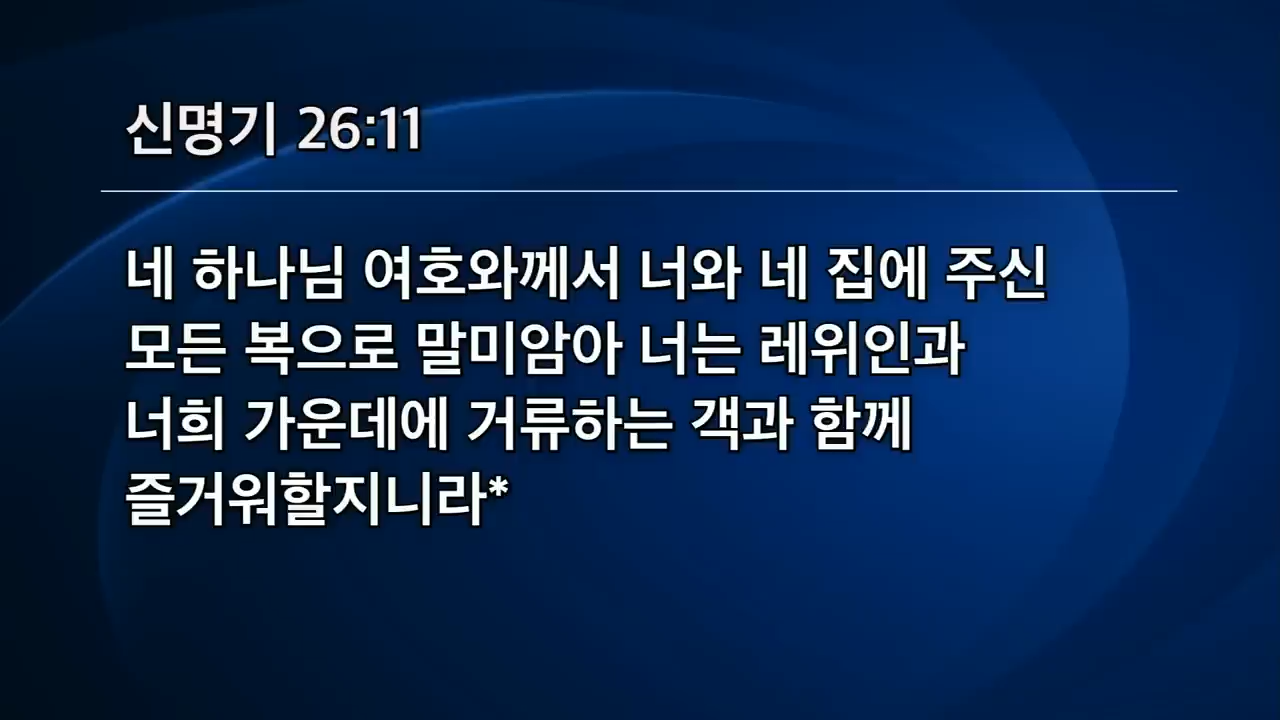 신명기 26:11
네 하나님 여호와께서 너와 네 집에 주신
모든 복으로 말미암아 너는 레위인과
너희 가운데에 거류하는 객과 함께
즐거워할지니라*